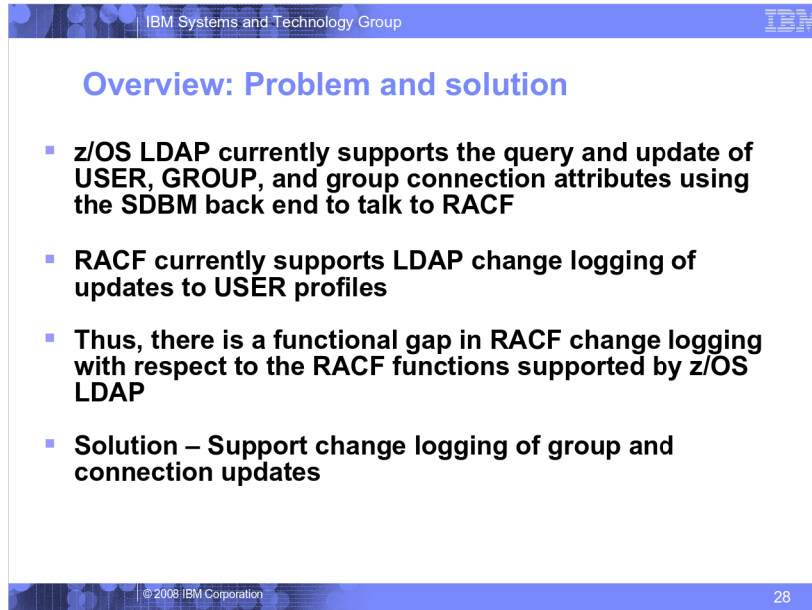 IBM Systems and Technology Group
IBM
Overview: Problem and solution
z/OS LDAP currently supports the query and update of
USER, GROUP, and group connection attributes using
the SDBM back end to talk to RACF
RACF currently supports LDAP change logging of
updates to USER profiles
Thus, there is a functional gap in RACF change logging
with respect to the RACF functions supported by z/OS
LDAP
Solution – Support change logging of group and
connection updates
© 2008 IBM Corporation
28